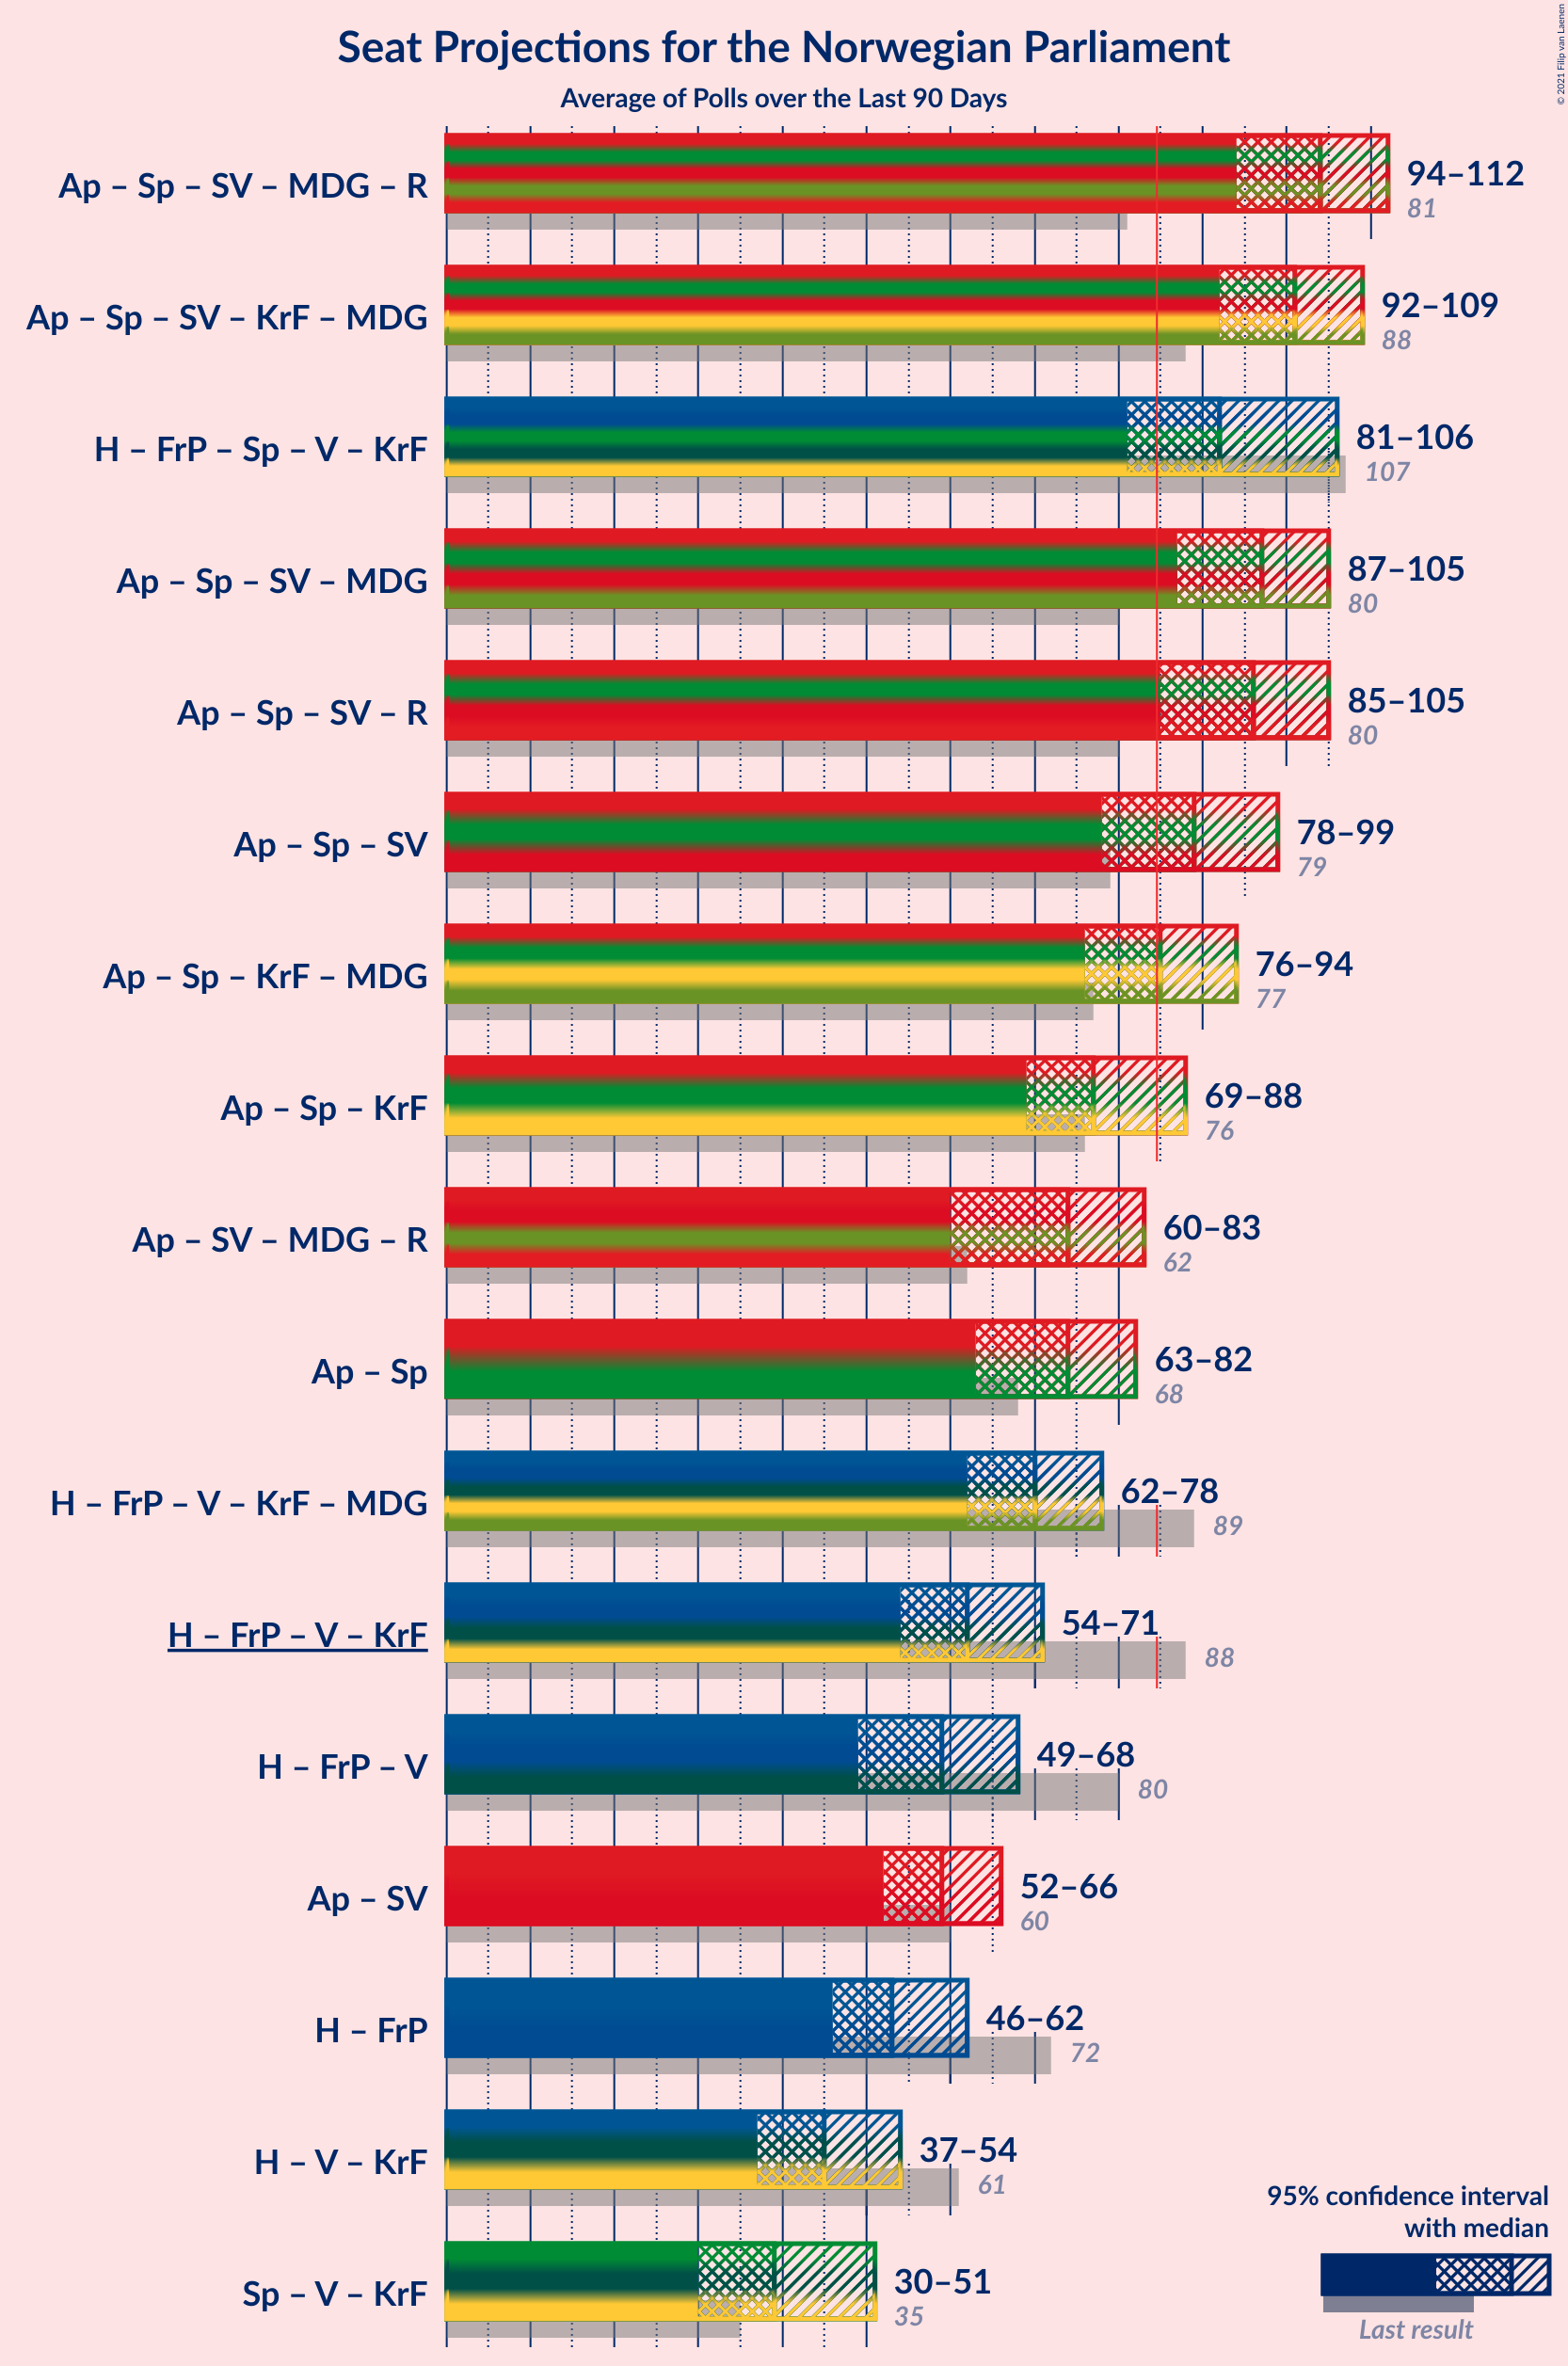 © 2021 Filip van Laenen
Seat Projections for the Norwegian Parliament
Average of Polls over the Last 90 Days
Ap – Sp – SV – MDG – R
94–112
81
Ap – Sp – SV – KrF – MDG
92–109
88
H – FrP – Sp – V – KrF
81–106
107
Ap – Sp – SV – MDG
87–105
80
Ap – Sp – SV – R
85–105
80
Ap – Sp – SV
78–99
79
Ap – Sp – KrF – MDG
76–94
77
Ap – Sp – KrF
69–88
76
Ap – SV – MDG – R
60–83
62
Ap – Sp
63–82
68
H – FrP – V – KrF – MDG
62–78
89
H – FrP – V – KrF
54–71
88
H – FrP – V
49–68
80
Ap – SV
52–66
60
H – FrP
46–62
72
H – V – KrF
37–54
61
Sp – V – KrF
30–51
35
95% confidence interval
with median
Last result